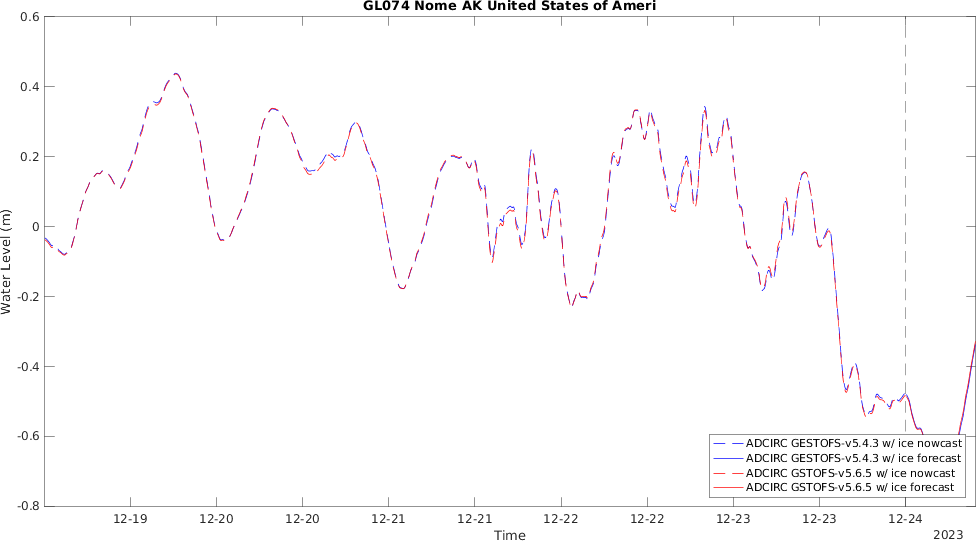 GL074 Nome AK United States of Ameri
0.6
0.4
0.2
0
-0.2
-0.4
-0.6
-0.8
Water Level (m)
12-19 12-20 12-20 12-21 12-21 12-22 12-22 12-23 12-23 12-24
Time
2023
ADCIRC GESTOFS-v5.4.3 w/ ice nowcast
ADCIRC GESTOFS-v5.4.3 w/ ice forecast
ADCIRC GSTOFS-v5.6.5 w/ ice nowcast
ADCIRC GSTOFS-v5.6.5 w/ ice forecast